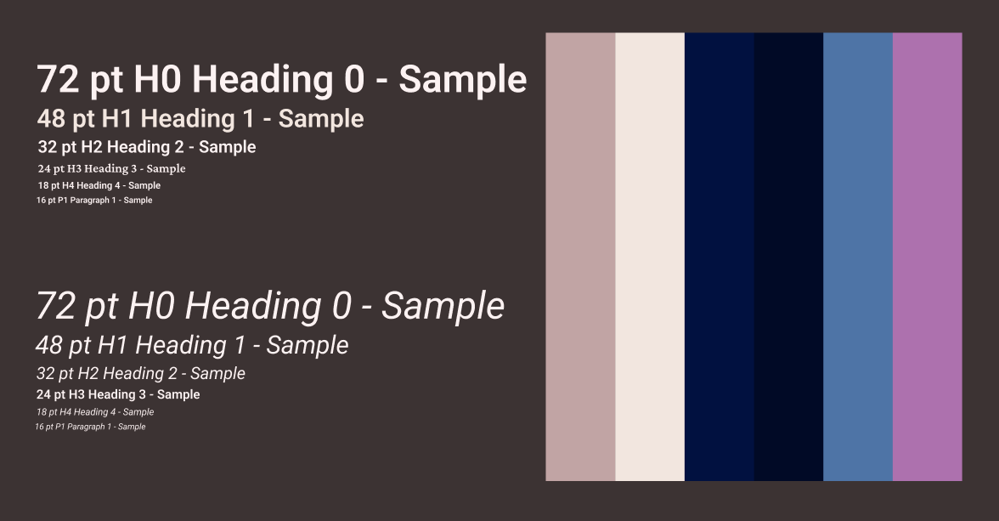 72 pt H0 Heading 0 - Sample
48 pt H1 Heading 1 - Sample
32 pt H2 Heading 2 - Sample
24 pt H3 Heading 3 - Sample
18 pt H4 Heading 4 - Sample
16 pt P1 Paragraph 1 - Sample
72 pt H0 Heading 0 - Sample
48 pt H1 Heading 1 - Sample
32 pt H2 Heading 2 - Sample
24 pt H3 Heading 3 - Sample
18 pt H4 Heading 4 - Sample
16 pt P1 Paragraph 1 - Sample